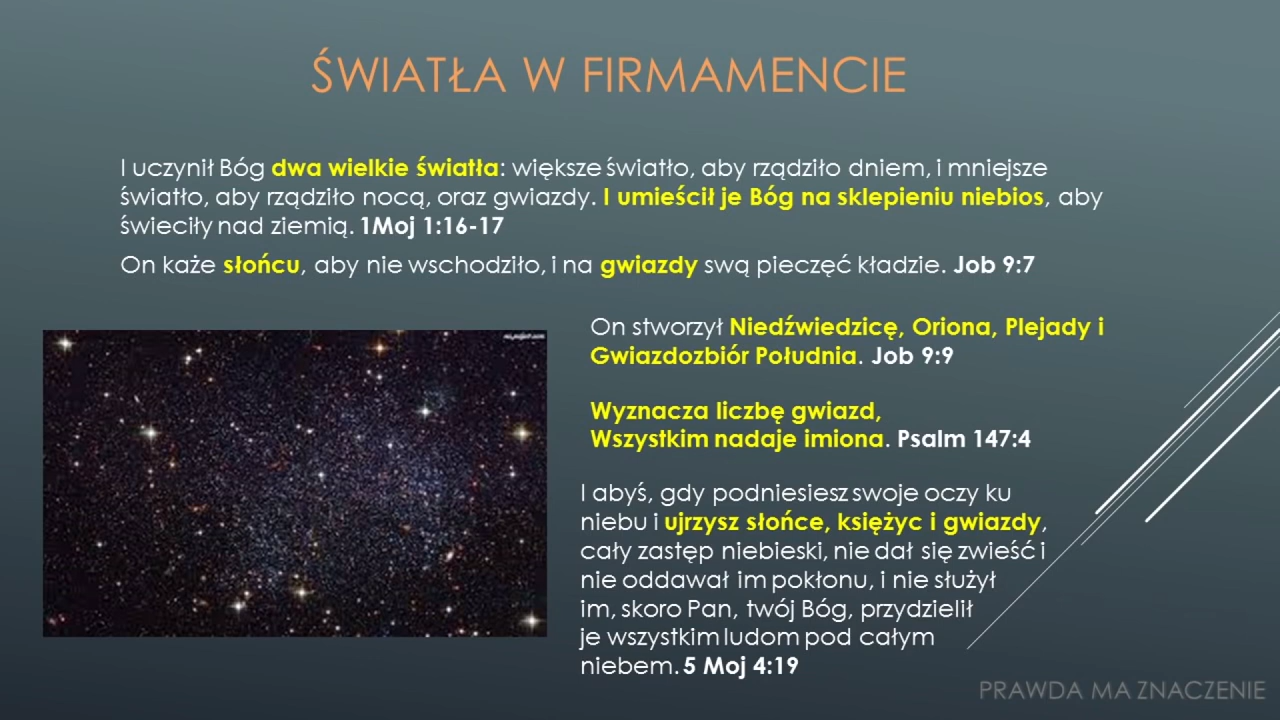 ŚWIATŁA W FIRMAMENCIE
I uczynił Bóg dwa wielkie światła: większe światło, aby rządziło dniem, i mniejsze
światło, aby rządziło nocą, oraz gwiazdy. I umieścił je Bóg na sklepieniu niebios, aby
świeciły nad ziemią. 1Moj 1:16-17
On każe słońcu, aby nie wschodziło, i na gwiazdy swą pieczęć kładzie. Job 9:7
On stworzył Niedźwiedzicę, Oriona, Plejady i
Gwiazdozbiór Południa. Job 9:9
Wyznacza liczbę gwiazd,
Wszystkim nadaje imiona. Psalm 147:4
I abyś, gdy podniesiesz swoje oczy ku
niebu i ujrzysz słońce, księżyc i gwiazdy,
cały zastęp niebieski, nie dał się zwieść i
nie oddawał im pokłonu, i nie służył
im, skoro Pan, twój Bóg, przydzielił
je wszystkim ludom pod całym
niebem. 5 Moj 4:19
PRAWDA MA ZNACZENIE